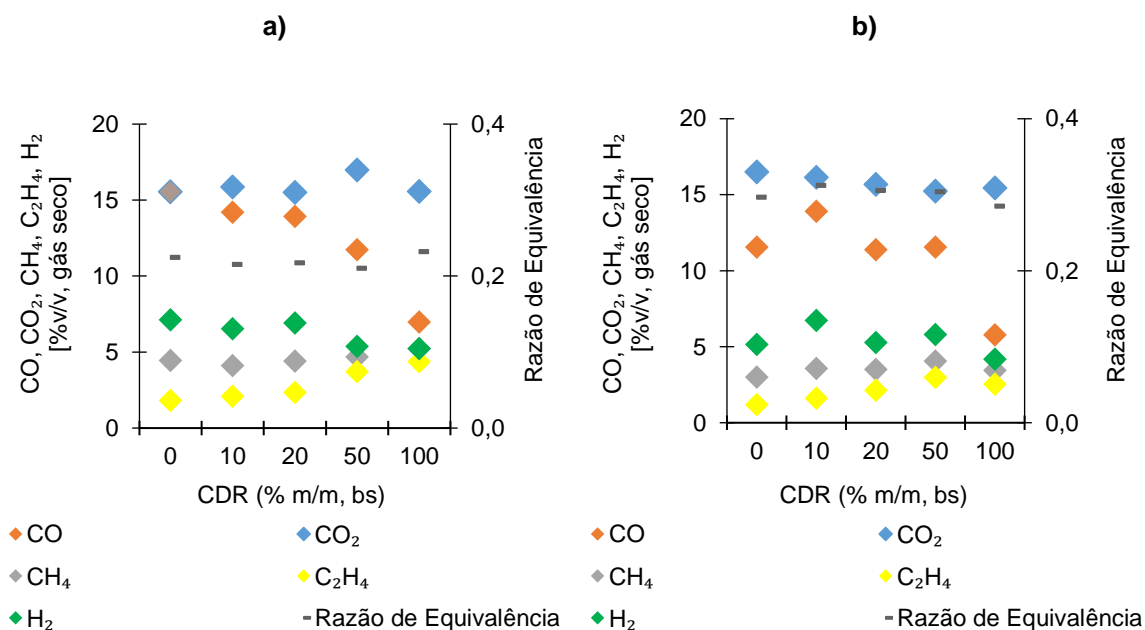 a)
CO, CO₂, CH₄, C₂H₄, H₂
[%v/v, gás seco]
20
15
10
5
0
0,4
0,2
0,0
Razão de Equivalência
0 10 20 50 100
CDR (% m/m, bs)
CO CO₂
CH₄ C₂H₄
H₂ Razão de Equivalência
b)
CO, CO₂, CH₄, C₂H₄, H₂
[%v/v, gás seco]
20
15
10
5
0
0,4
0,2
0,0
Razão de Equivalência
0 10 20 50 100
CDR (% m/m, bs)
CO CO₂
CH₄ C₂H₄
H₂ Razão de Equivalência